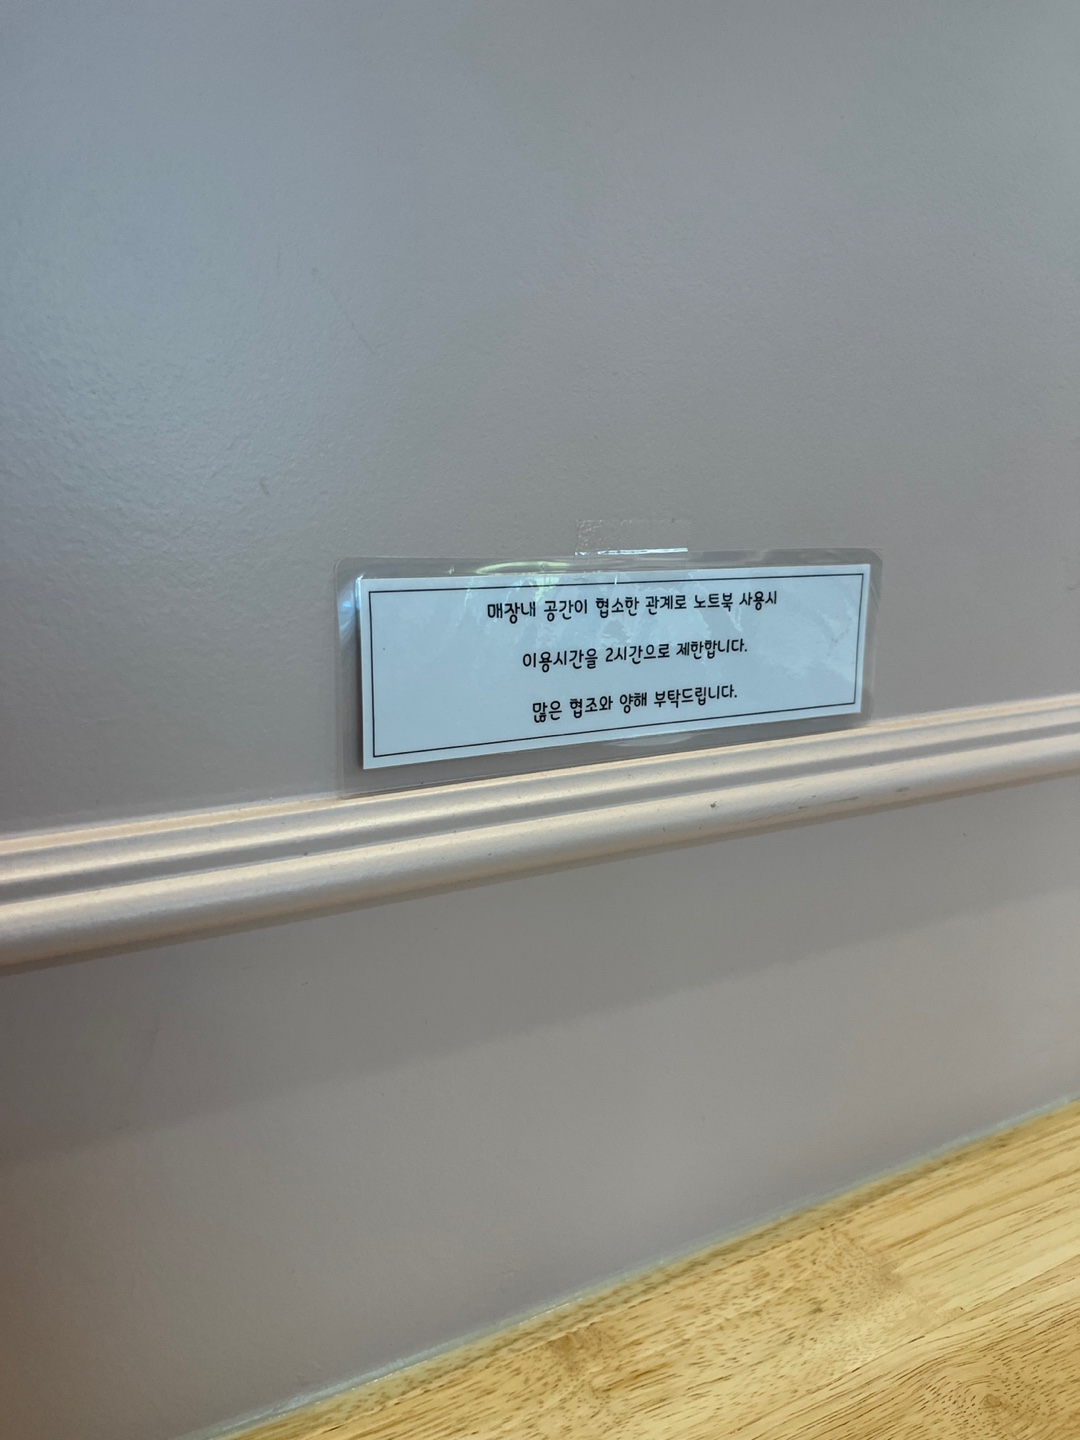 매장내 공간이 협소한 관계로 노트북 사용시
이용시간을 2시간으로 제한합니다.
많은 협조와 양해 부탁드립니다.